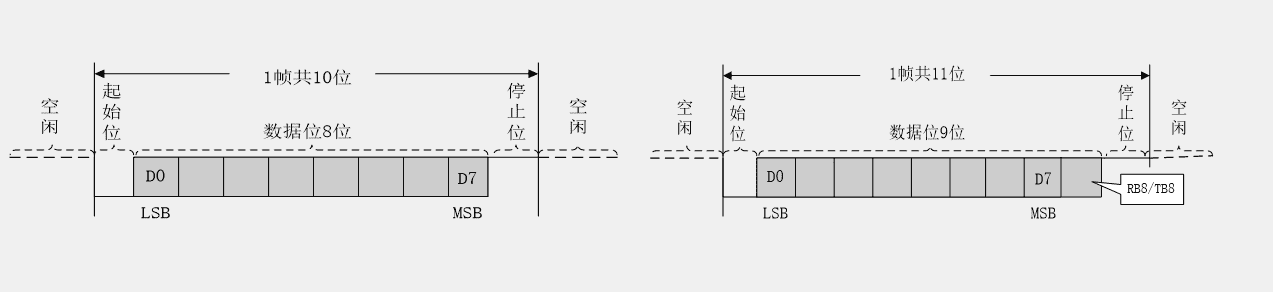 1帧共10位
空闲
起始位
数据位8位
停止位
空闲
D0
D7
LSB
MSB
1帧共11位
空闲
起始位
数据位9位
停止位
空闲
D0
D7
RB8/TB8
LSB
MSB